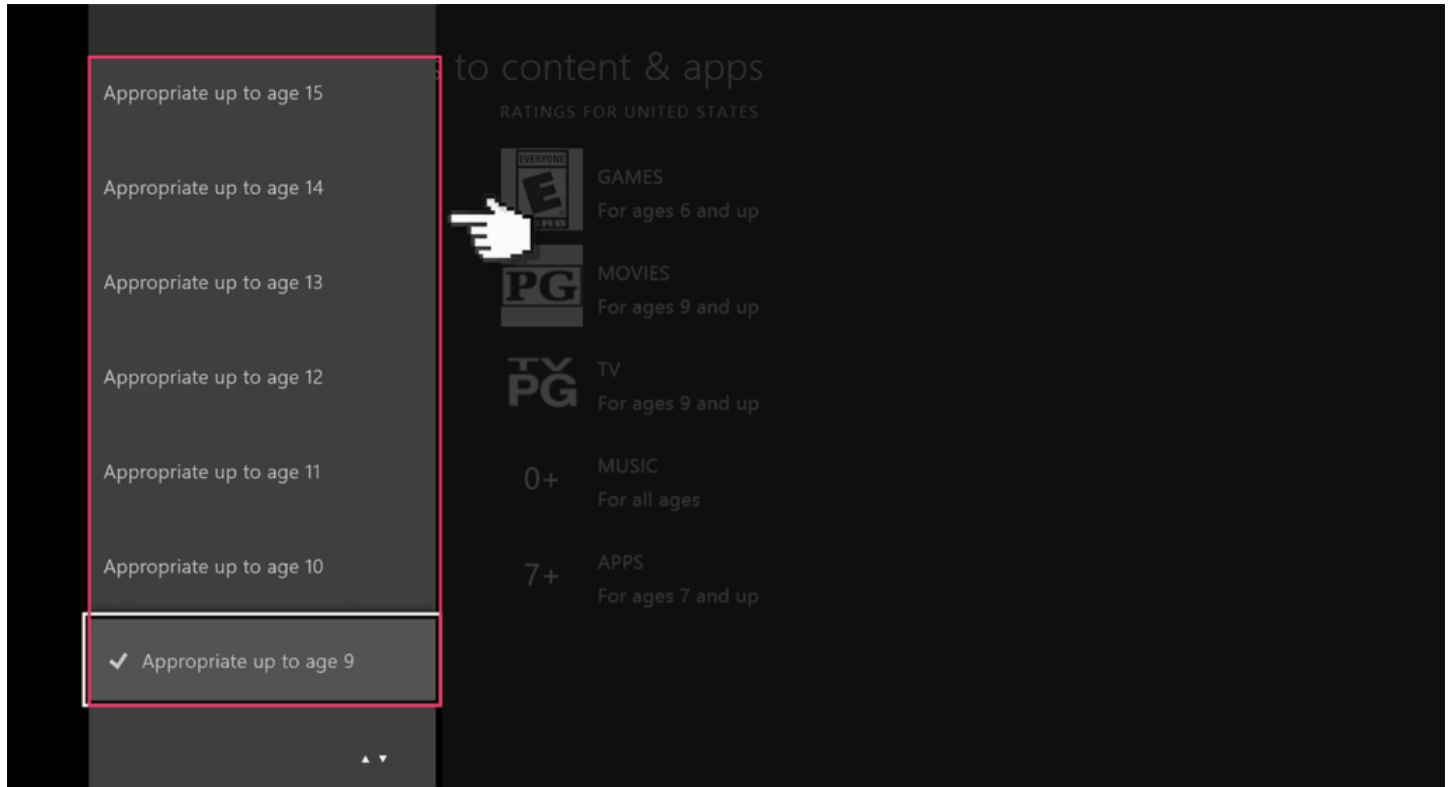 Appropriate up to age 15
Appropriate up to age 14
Appropriate up to age 13
Appropriate up to age 12
Appropriate up to age 11
Appropriate up to age 10
Appropriate up to age 9
to content & apps
RATINGS FOR UNITED STATES
EVERYONE
E
GAMES
For ages 6 and up
PG
MOVIES
For ages 9 and up
TV
PG
TV
For ages 9 and up
0+
MUSIC
For all ages
7+
APPS
For ages 7 and up